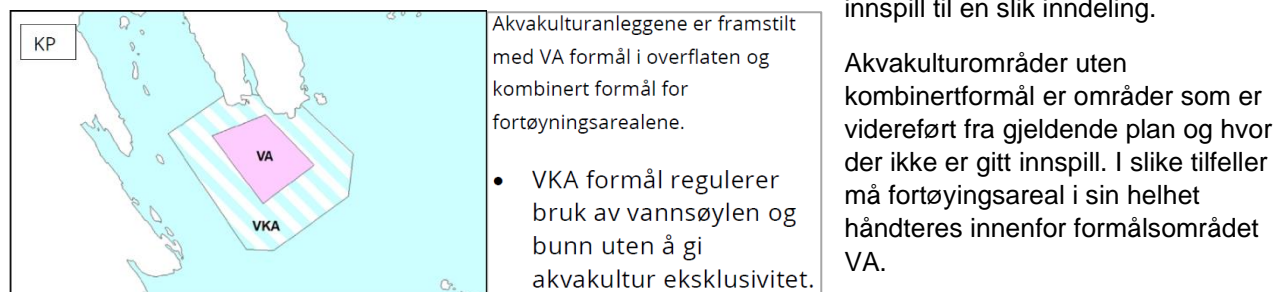 KP
VA
VKA
Akvakulturanleggene er framstilt
med VA formål i overflaten og
kombinert formål for
fortøyningsarealene.
• VKA formål regulerer
bruk av vannsøylen og
bunn uten å gi
akvakultur eksklusivitet.
innspill til en slik inndeling.
Akvakulturområder uten
kombinertformål er områder som er
videreført fra gjeldende plan og hvor
der ikke er gitt innspill. I slike tilfeller
må fortøyingsareal i sin helhet
håndteres innenfor formålsområdet
VA.